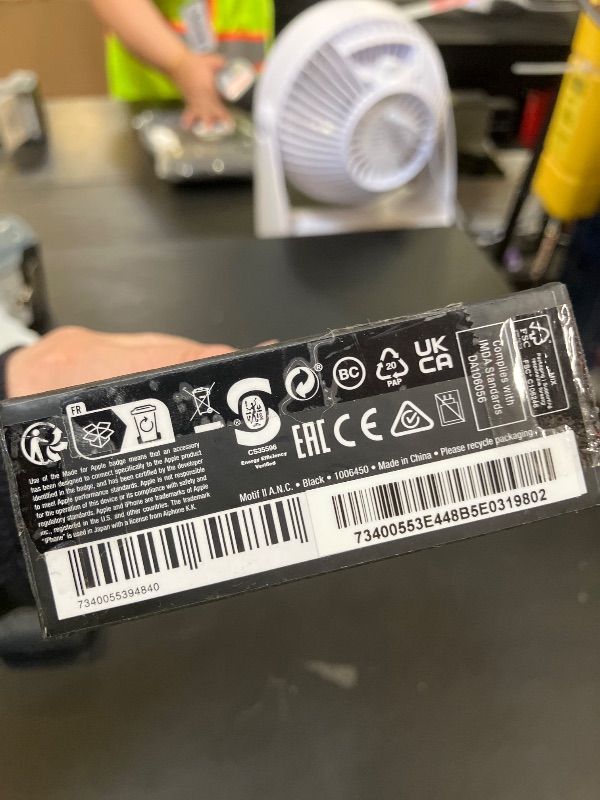 FR
CS35596
Energy Efficiency
Verified
R
BC
20
PAP
UK
CA
Complies with
IMDA Standards
DA106056
FSC
EAC CE
Use of the Made for Apple badge means that an accessory
has been designed to connect specifically to the Apple product
identified in the badge, and has been certified by the developer
to meet Apple performance standards. Apple is not responsible
for the operation of this device or its compliance with safety and
regulatory standards. Apple and iPhone are trademarks of Apple
Inc., registered in the U.S. and other countries. The trademark
"iPhone" is used in Japan with a license from Aiphone K.K.
Motif II A.N.C. • Black • 1006450 • Made in China • Please recycle packaging
7340055394840
73400553E448B5E0319802